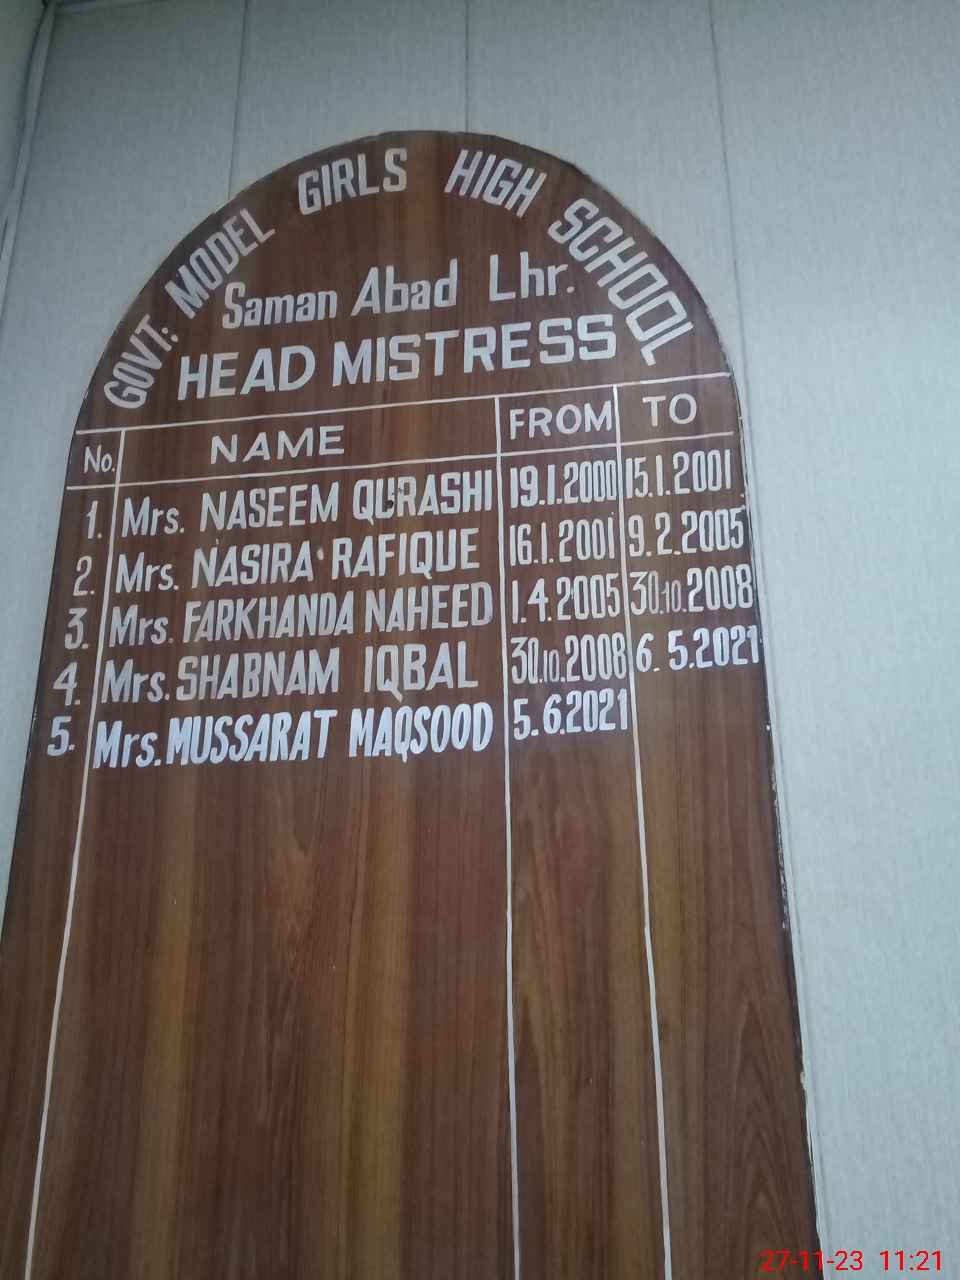 GOVT: MODEL GIRLS HIGH SCHOOL
Saman Abad Lhr.
HEAD MISTRESS
No. NAME FROM TO
1. Mrs. NASEEM QURASHI 19.1.2000 15.1.2001.
2. Mrs. NASIRA RAFIQUE 16.1.2001 9.2.2005
3. Mrs. FARKHANDA NAHEED 1.4.2005 30.10.2008
4. Mrs. SHABNAM IQBAL 30.10.2008 6.5.2021
5. Mrs. MUSSARAT MAQSOOD 5.6.2021
27-11-23 11:21